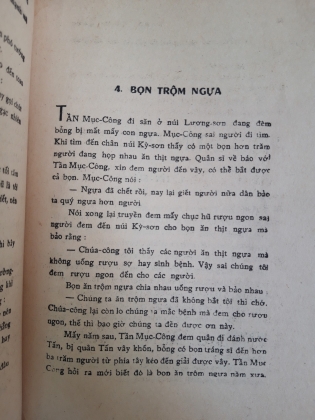 4. BỌN TRỘM NGỰA
TẦN Mục-Công đi săn ở núi Lương-sơn đang đêm
bỗng bị mất mấy con ngựa. Mục-Công sai người đi tìm.
Khi tìm đến chân núi Kỳ-sơn thấy có một bọn hơn trăm
người đang họp nhau ăn thịt ngựa. Quân sĩ về báo với
Tần Mục-Công, xin đem người đến vây, có thể bắt được
cả bọn. Mục-Công nói :
— Ngựa đã chết rồi, nay lại giết người nữa dân bảo
ta quý ngựa hơn người.
Nói xong lại truyền đem mấy chục hũ rượu ngon sai
người đem đến núi Kỳ-sơn cho bọn ăn thịt ngựa mà
bảo rằng :
— Chúa-công tôi thấy các người ăn thịt ngựa mà
không uống rượu sợ hay sinh bệnh. Vậy sai chúng tôi
đem rượu ngon đến cho các người.
Bọn ăn trộm ngựa chia nhau uống rượu và bảo nhau :
— Chúng ta ăn trộm ngựa đã không bắt tội thì chớ.
Chúa-công lại còn lo chúng ta mắc bệnh mà đem cho rượu
ngon, thế thì bao giờ chúng ta đền được ơn này.
Mấy năm sau, Tần Mục-Công đem quân đi đánh nước
Tấn, bị quân Tấn vây khốn, bỗng có bọn tráng sĩ đến hơn
ba trăm người từ phía tây kéo đến giải được vây. Tần Mục
Công hỏi ra mới biết đó là bọn ăn trộm ngựa năm xưa.